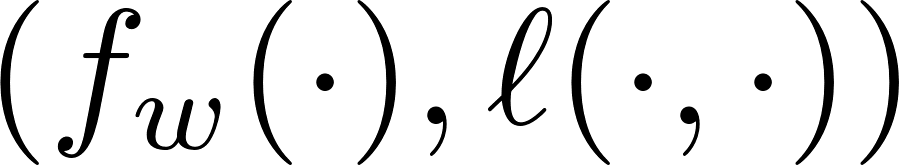 (f_w(·), ℓ(·, ·))